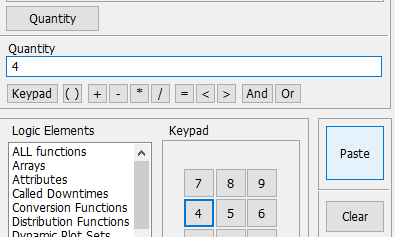 Quantity
Quantity
4
Keypad ( ) + - * / = < > And Or
Logic Elements
ALL functions
Arrays
Attributes
Called Downtimes
Conversion Functions
Distribution Functions
Dynamic Plot Sets
Keypad
7 8 9
4 5 6
Paste
Clear